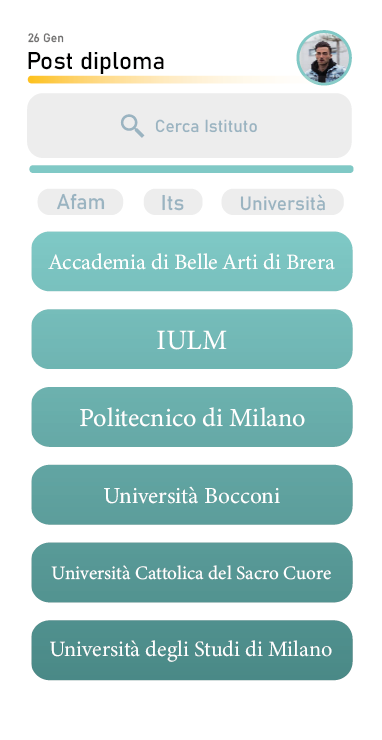 26 Gen
Post diploma
Cerca Istituto
Afam Its Università
Accademia di Belle Arti di Brera
IULM
Politecnico di Milano
Università Bocconi
Università Cattolica del Sacro Cuore
Università degli Studi di Milano